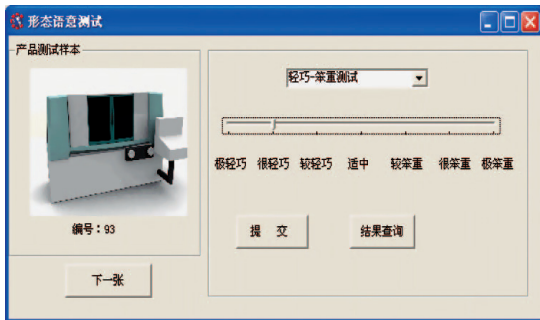 形态语意测试
产品测试样本
编号：93
下一张
轻巧-笨重测试
极轻巧 很轻巧 较轻巧 适中 较笨重 很笨重 极笨重
提 交
结果查询